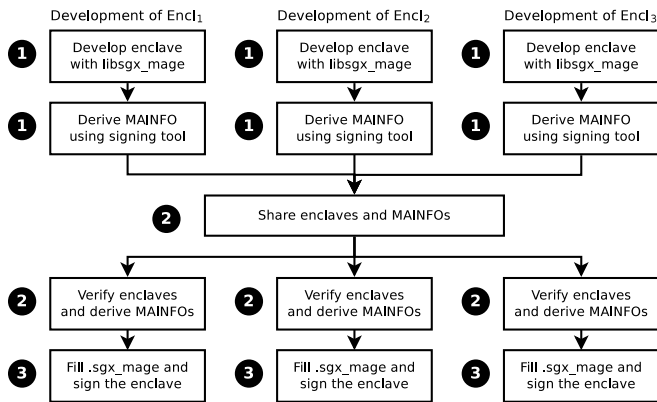 Development of Encl₁ Development of Encl₂ Development of Encl₃
1 Develop enclave 1 Develop enclave 1 Develop enclave
with libsgx_mage with libsgx_mage with libsgx_mage
1 Derive MAINFO 1 Derive MAINFO 1 Derive MAINFO
using signing tool using signing tool using signing tool
2 Share enclaves and MAINFOs
2 Verify enclaves 2 Verify enclaves 2 Verify enclaves
and derive MAINFOs and derive MAINFOs and derive MAINFOs
3 Fill .sgx_mage and 3 Fill .sgx_mage and 3 Fill .sgx_mage and
sign the enclave sign the enclave sign the enclave